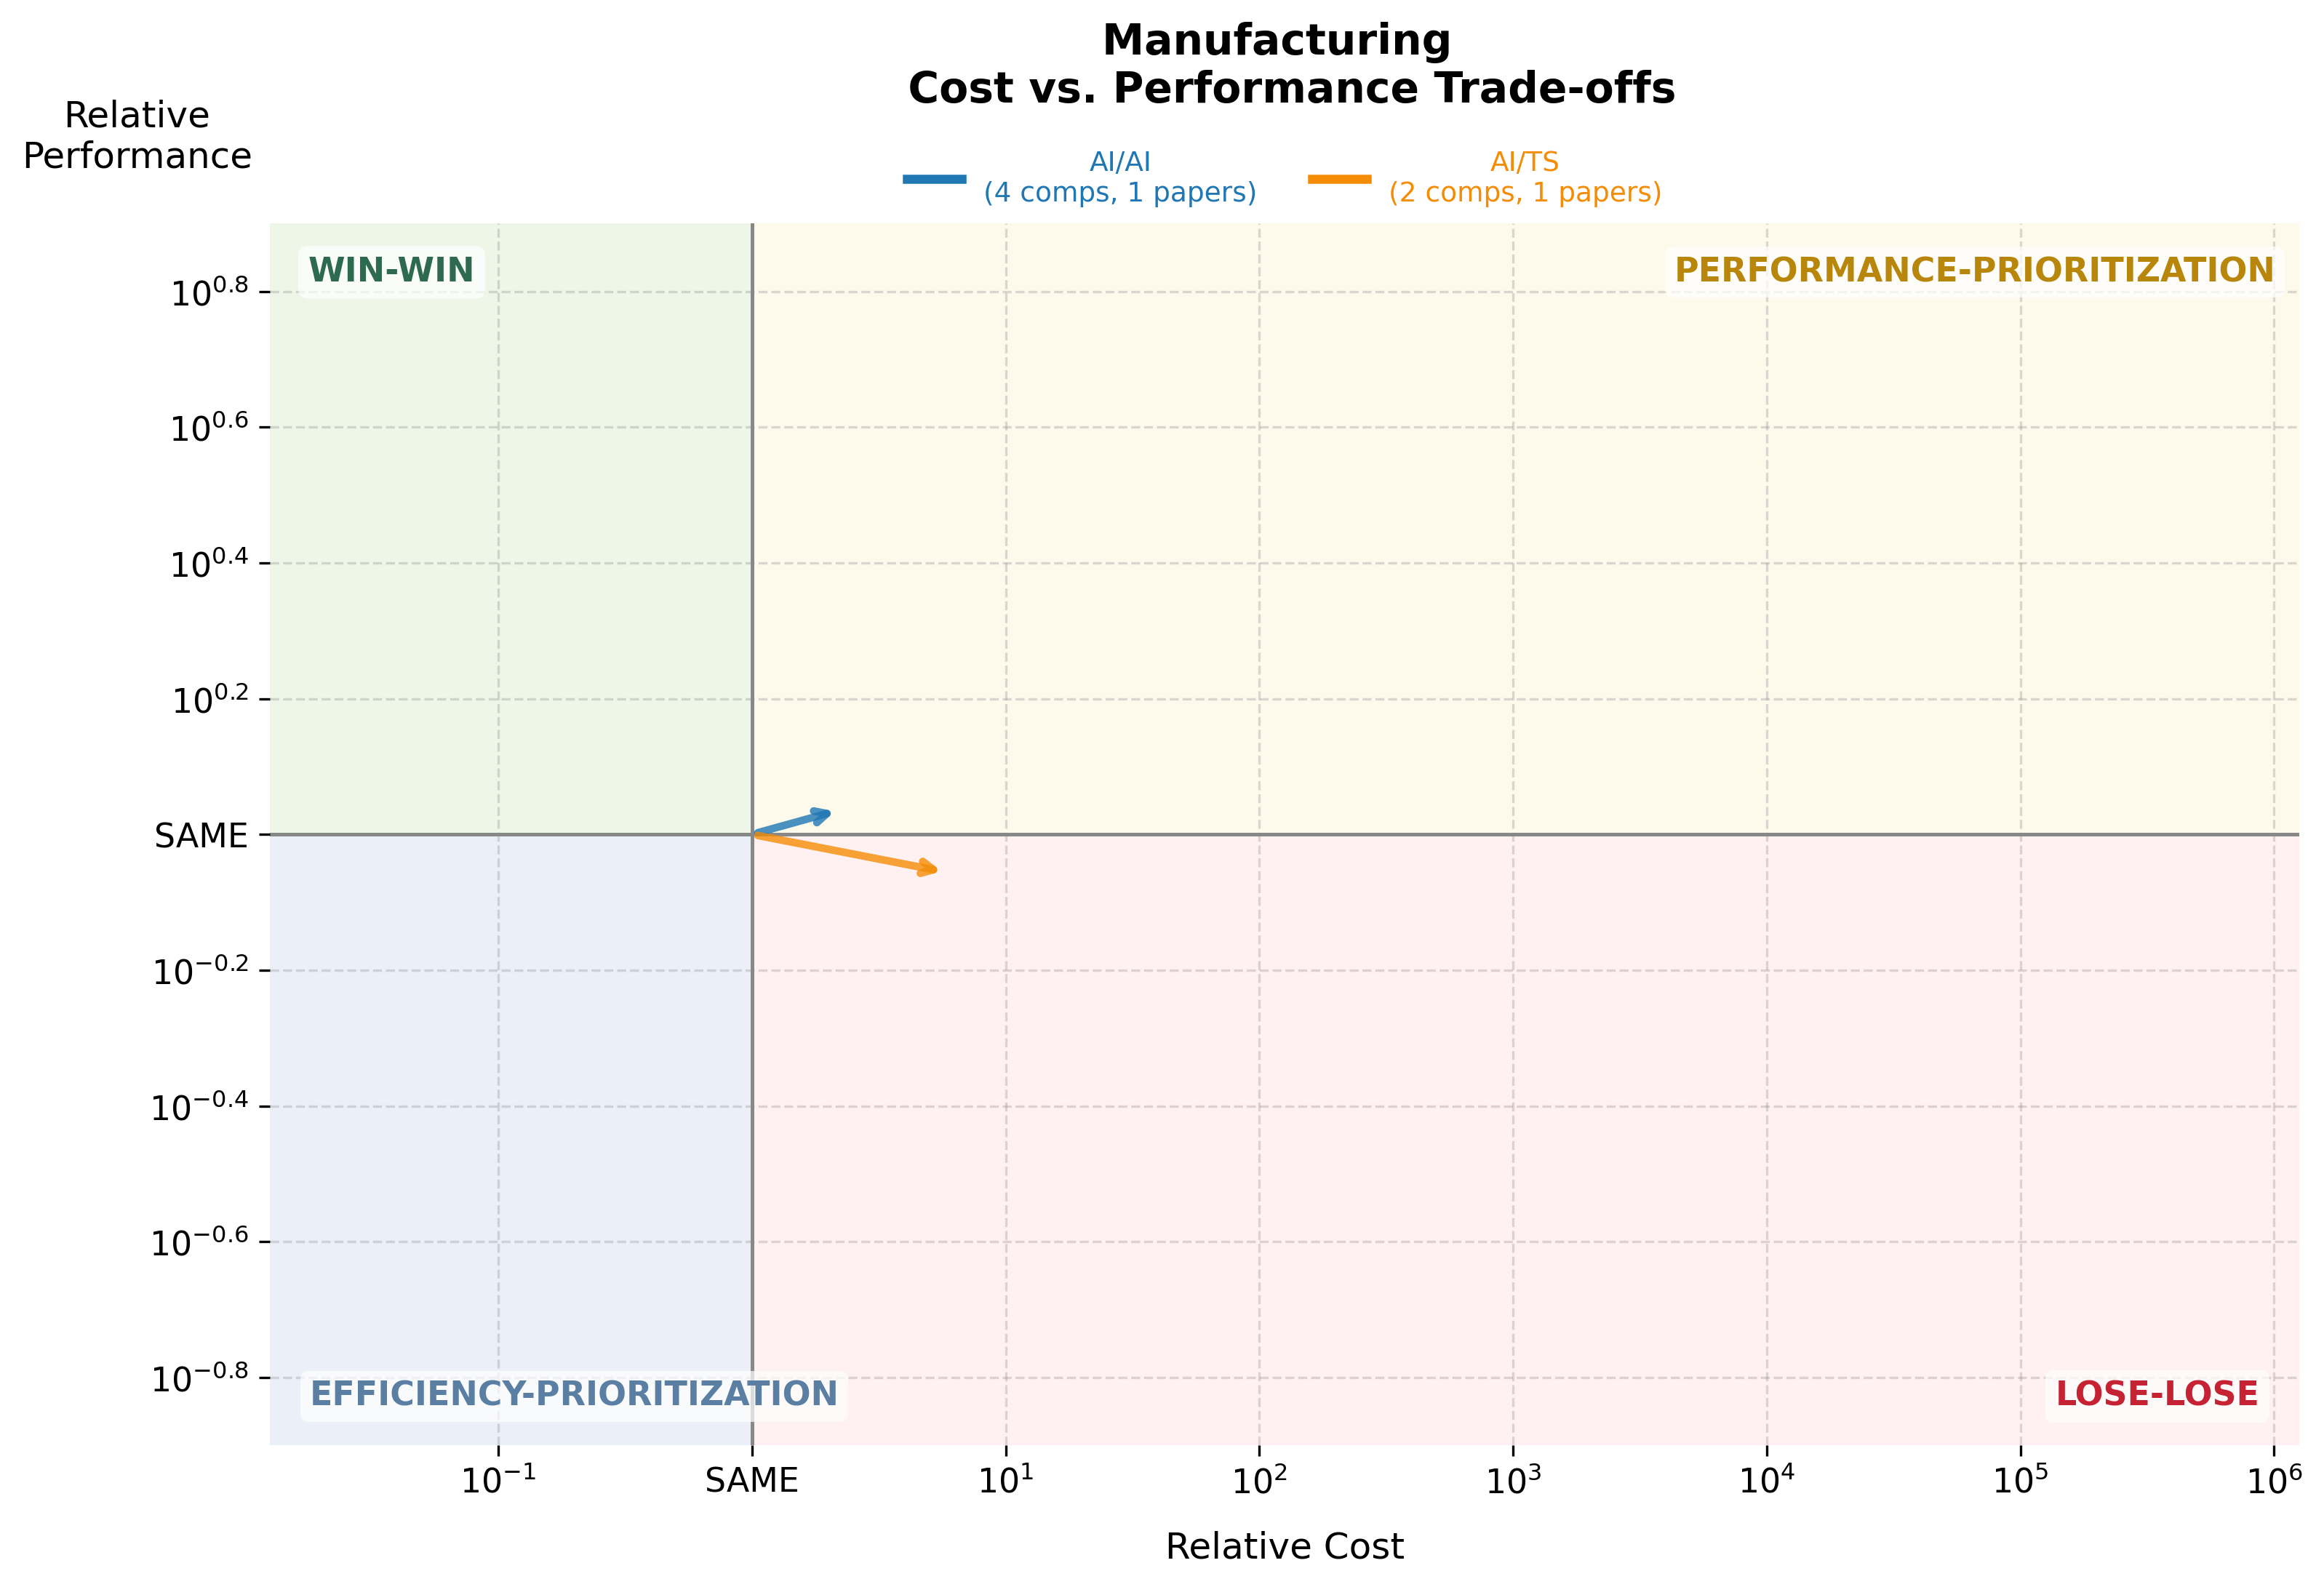 Manufacturing
Cost vs. Performance Trade-offs
Relative
Performance
AI/AI
(4 comps, 1 papers)
AI/TS
(2 comps, 1 papers)
WIN-WIN
PERFORMANCE-PRIORITIZATION
10^0.8
10^0.6
10^0.4
10^0.2
SAME
10^−0.2
10^−0.4
10^−0.6
10^−0.8
EFFICIENCY-PRIORITIZATION
LOSE-LOSE
10^−1
SAME
10^1
10^2
10^3
10^4
10^5
10^6
Relative Cost